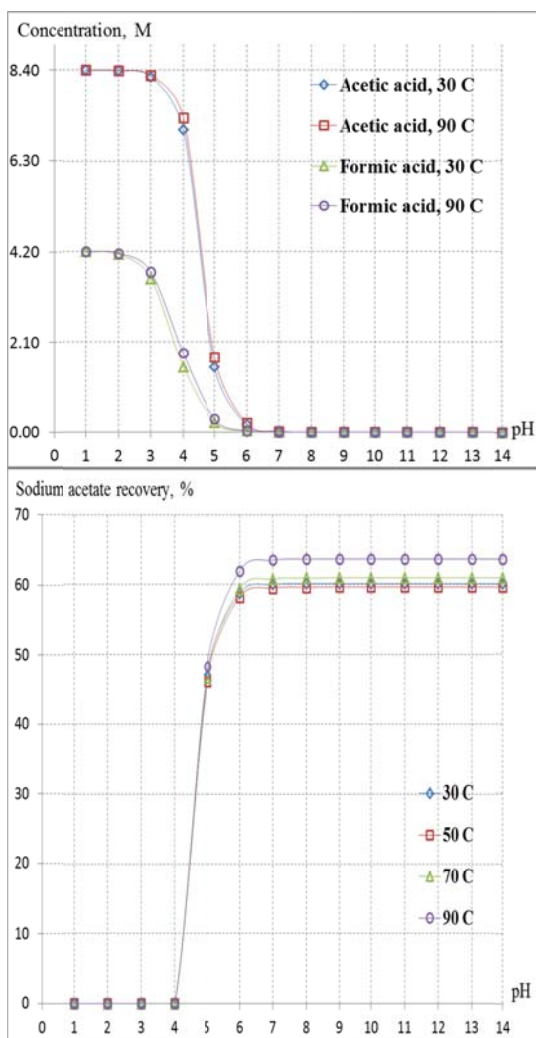 Concentration, M
8.40
Acetic acid, 30 C
Acetic acid, 90 C
6.30
Formic acid, 30 C
Formic acid, 90 C
4.20
2.10
0.00
pH
0 1 2 3 4 5 6 7 8 9 10 11 12 13 14
Sodium acetate recovery, %
70
60
50
40
30
30 C
50 C
20
70 C
90 C
10
0
pH
0 1 2 3 4 5 6 7 8 9 10 11 12 13 14